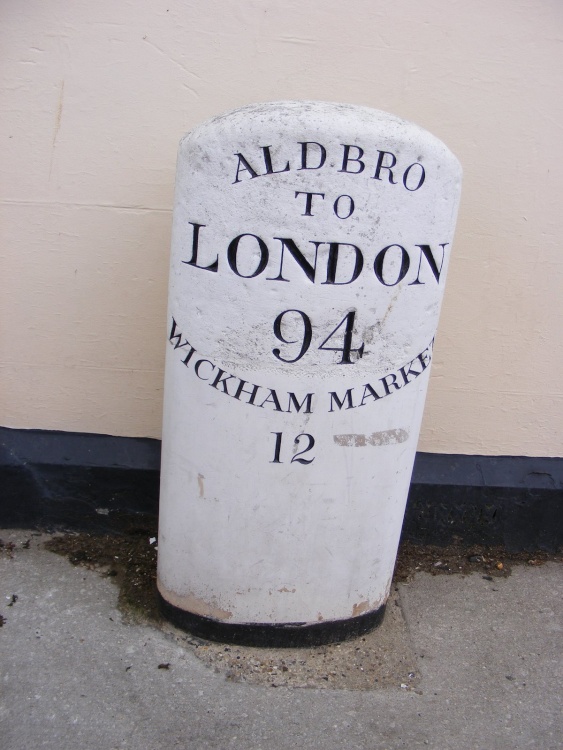 ALDBRO
TO
LONDON
94
WICKHAM MARKET
12